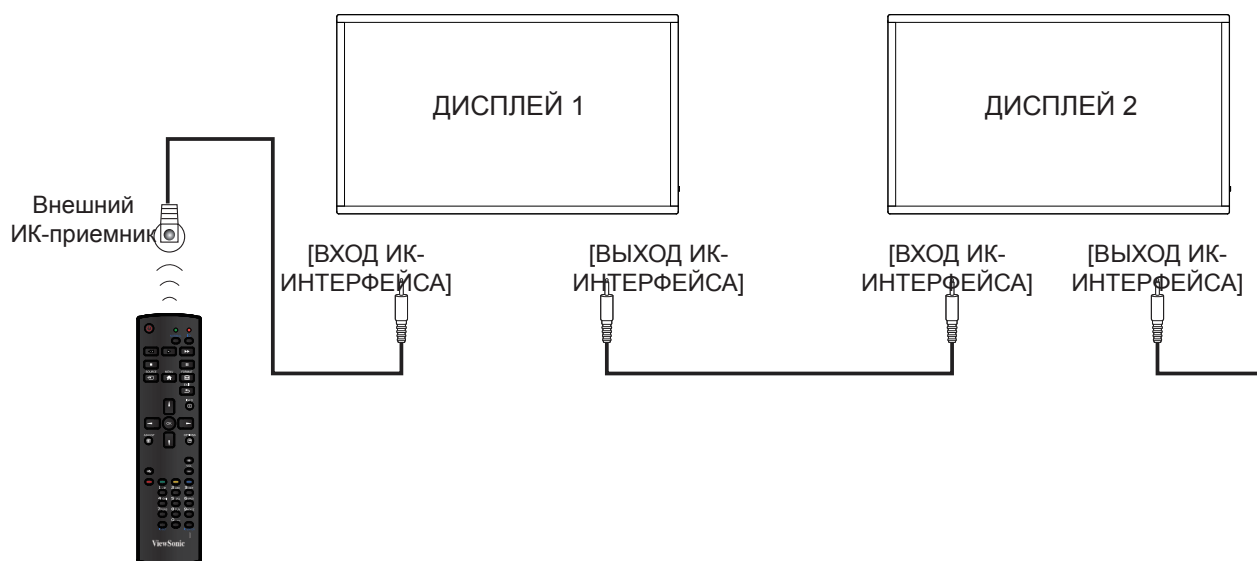 ДИСПЛЕЙ 1
ДИСПЛЕЙ 2
Внешний
ИК-приемник
[ВХОД ИК-
ИНТЕРФЕЙСА]
[ВЫХОД ИК-
ИНТЕРФЕЙСА]
[ВХОД ИК-
ИНТЕРФЕЙСА]
[ВЫХОД ИК-
ИНТЕРФЕЙСА]
ViewSonic